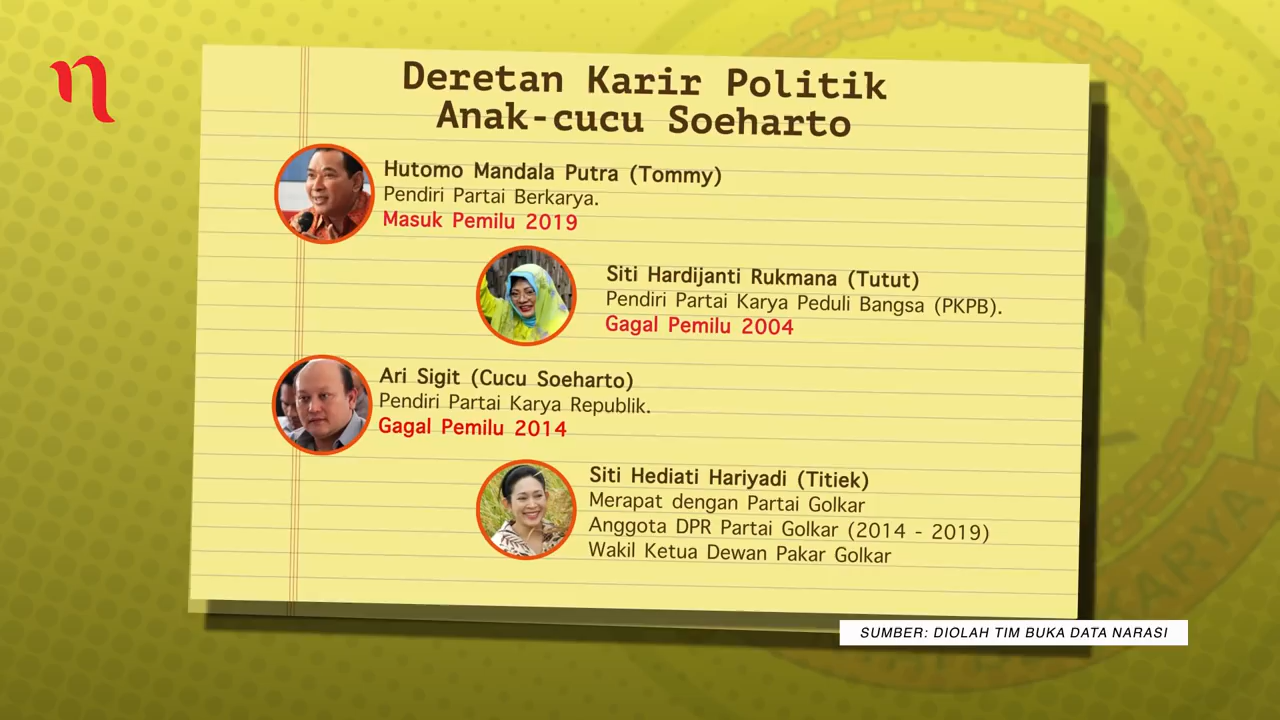 Deretan Karir Politik
Anak-cucu Soeharto
Hutomo Mandala Putra (Tommy)
Pendiri Partai Berkarya.
Masuk Pemilu 2019
Siti Hardijanti Rukmana (Tutut)
Pendiri Partai Karya Peduli Bangsa (PKPB).
Gagal Pemilu 2004
Ari Sigit (Cucu Soeharto)
Pendiri Partai Karya Republik.
Gagal Pemilu 2014
Siti Hediati Hariyadi (Titiek)
Merapat dengan Partai Golkar
Anggota DPR Partai Golkar (2014 - 2019)
Wakil Ketua Dewan Pakar Golkar
SUMBER: DIOLAH TIM BUKA DATA NARASI